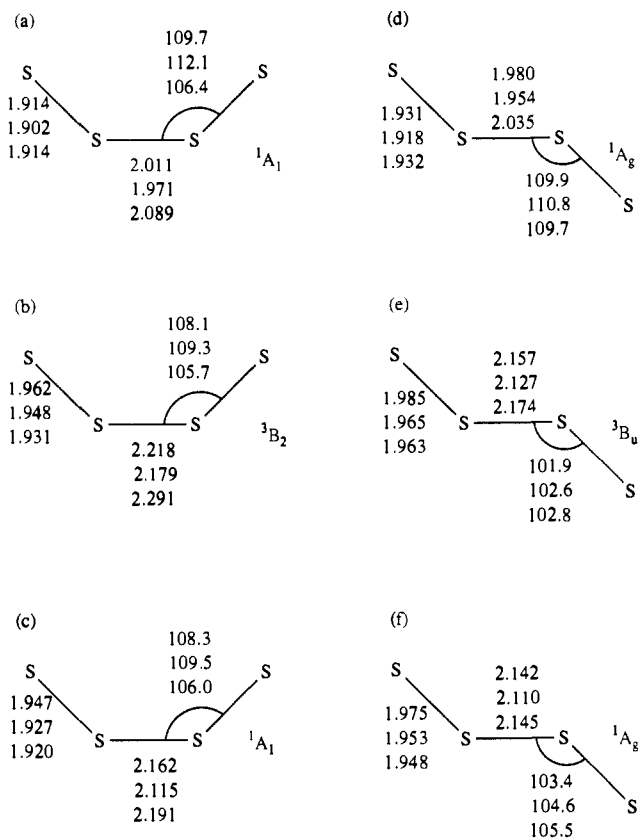 (a)
109.7
112.1
106.4
S
S
1.914
1.902
1.914
S
S
2.011
1.971
2.089
¹A₁
(d)
S
1.980
1.954
2.035
1.931
1.918
1.932
S
S
¹A_g
109.9
110.8
109.7
S
(b)
108.1
109.3
105.7
S
S
1.962
1.948
1.931
S
S
2.218
2.179
2.291
³B₂
(e)
S
2.157
2.127
2.174
1.985
1.965
1.963
S
S
³B_u
101.9
102.6
102.8
S
(c)
108.3
109.5
106.0
S
S
1.947
1.927
1.920
S
S
2.162
2.115
2.191
¹A₁
(f)
S
2.142
2.110
2.145
1.975
1.953
1.948
S
S
¹A_g
103.4
104.6
105.5
S